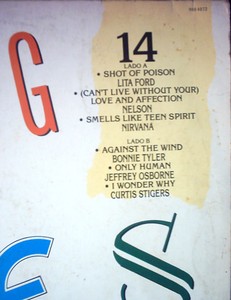 14
LADO A
• SHOT OF POISON
LITA FORD
• (CAN'T LIVE WITHOUT YOUR)
LOVE AND AFFECTION
NELSON
• SMELLS LIKE TEEN SPIRIT
NIRVANA
LADO B
• AGAINST THE WIND
BONNIE TYLER
• ONLY HUMAN
JEFFREY OSBORNE
• I WONDER WHY
CURTIS STIGERS
G
S